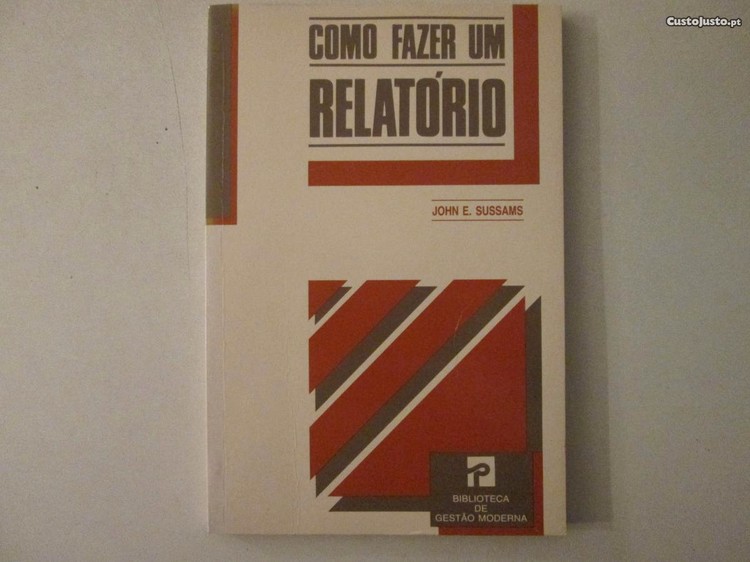 CustoJusto.pt
COMO FAZER UM
RELATÓRIO
JOHN E. SUSSAMS
BIBLIOTECA
DE
GESTÃO MODERNA